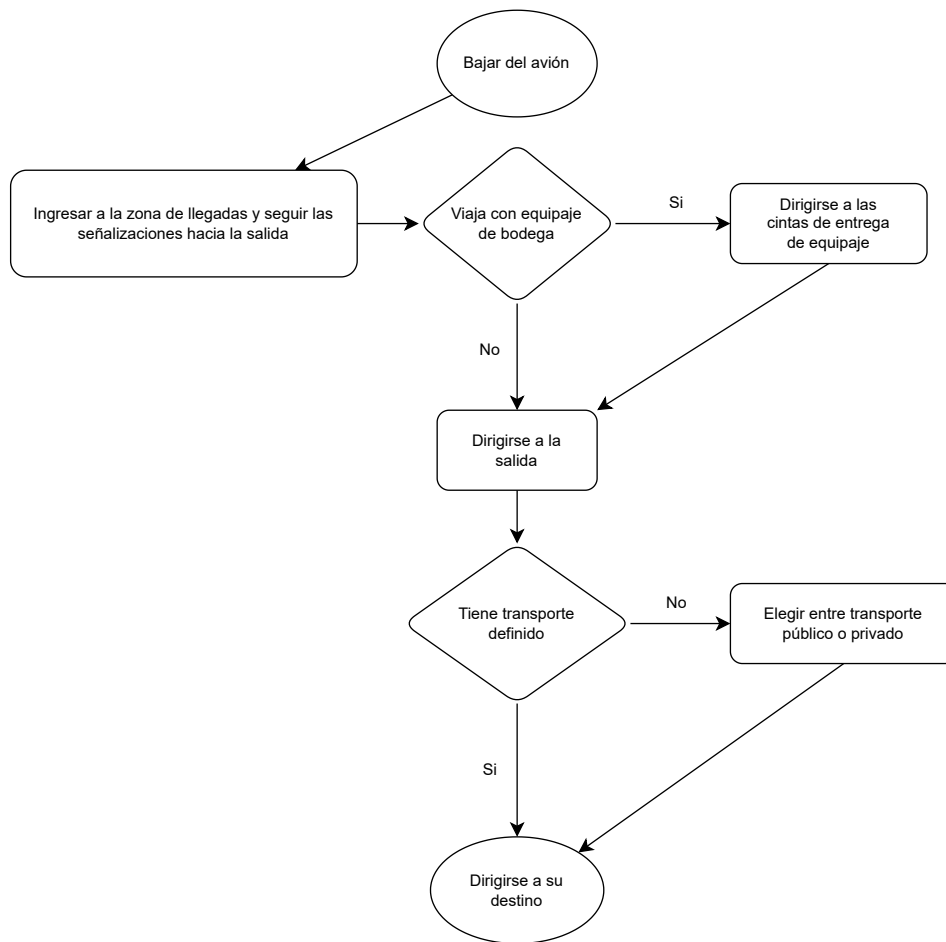 Bajar del avión
Ingresar a la zona de llegadas y seguir las
señalizaciones hacia la salida
Viaja con equipaje
de bodega
Si
Dirigirse a las
cintas de entrega
de equipaje
No
Dirigirse a la
salida
Tiene transporte
definido
No
Elegir entre transporte
público o privado
Si
Dirigirse a su
destino